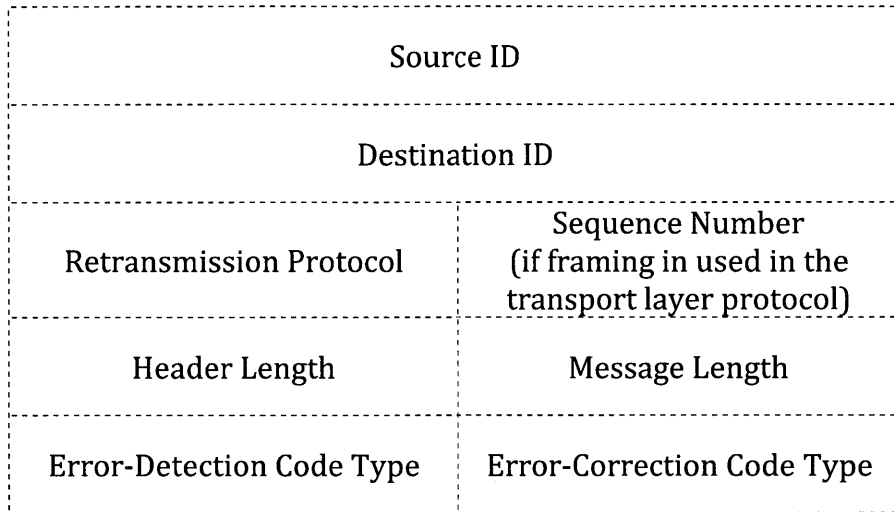 Source ID
Destination ID
Retransmission Protocol
Sequence Number
(if framing in used in the
transport layer protocol)
Header Length
Message Length
Error-Detection Code Type
Error-Correction Code Type